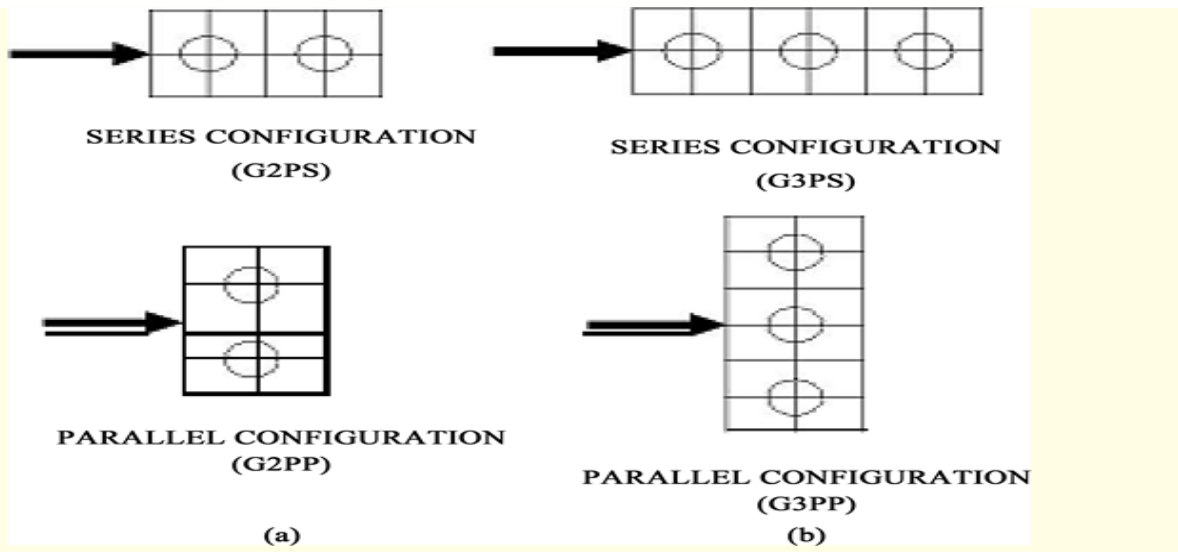 SERIES CONFIGURATION
(G2PS)
SERIES CONFIGURATION
(G3PS)
PARALLEL CONFIGURATION
(G2PP)
PARALLEL CONFIGURATION
(G3PP)
(a)
(b)